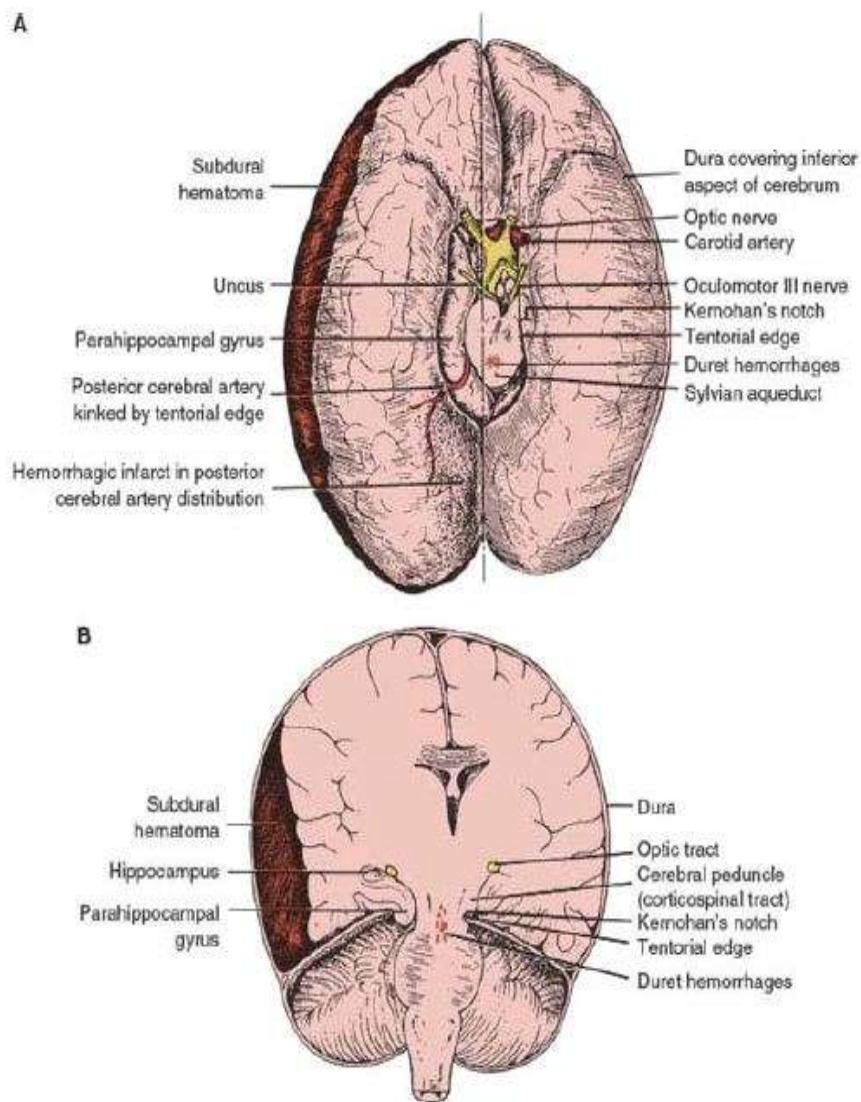 A
Subdural
hematoma
Uncus
Parahippocampal gyrus
Posterior cerebral artery
kinked by tentorial edge
Hemorrhagic infarct in posterior
cerebral artery distribution
Dura covering inferior
aspect of cerebrum
Optic nerve
Carotid artery
Oculomotor III nerve
Kernohan's notch
Tentorial edge
Duret hemorrhages
Sylvian aqueduct
B
Subdural
hematoma
Hippocampus
Parahippocampal
gyrus
Dura
Optic tract
Cerebral peduncle
(corticospinal tract)
Kernohan's notch
Tentorial edge
Duret hemorrhages